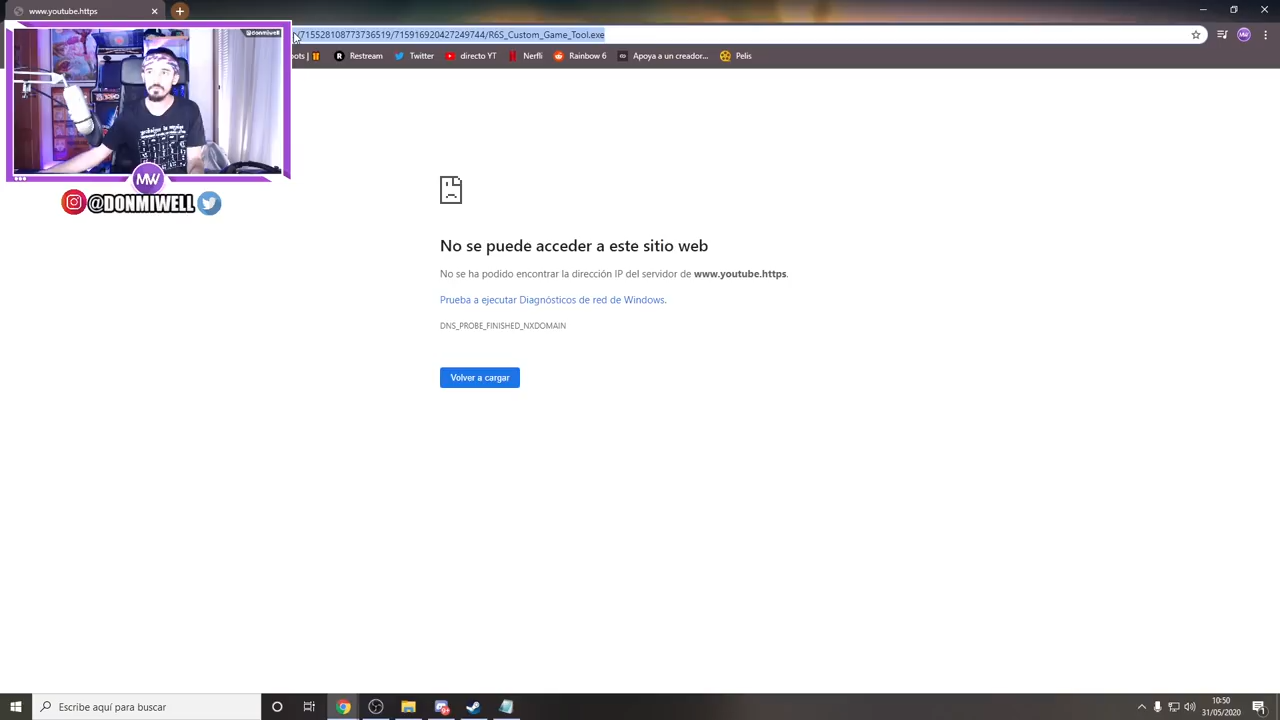 www.youtube.https
/715528108773736519/715916920427249744/R6S_Custom_Game_Tool.exe
bots |
Restream
Twitter
directo YT
Nerfli
Rainbow 6
Apoya a un creador...
Pelis
@donmiwell
MW
@DONMIWELL
No se puede acceder a este sitio web
No se ha podido encontrar la dirección IP del servidor de www.youtube.https.
Prueba a ejecutar Diagnósticos de red de Windows.
DNS_PROBE_FINISHED_NXDOMAIN
Volver a cargar
Escribe aquí para buscar
10:50
31/05/2020